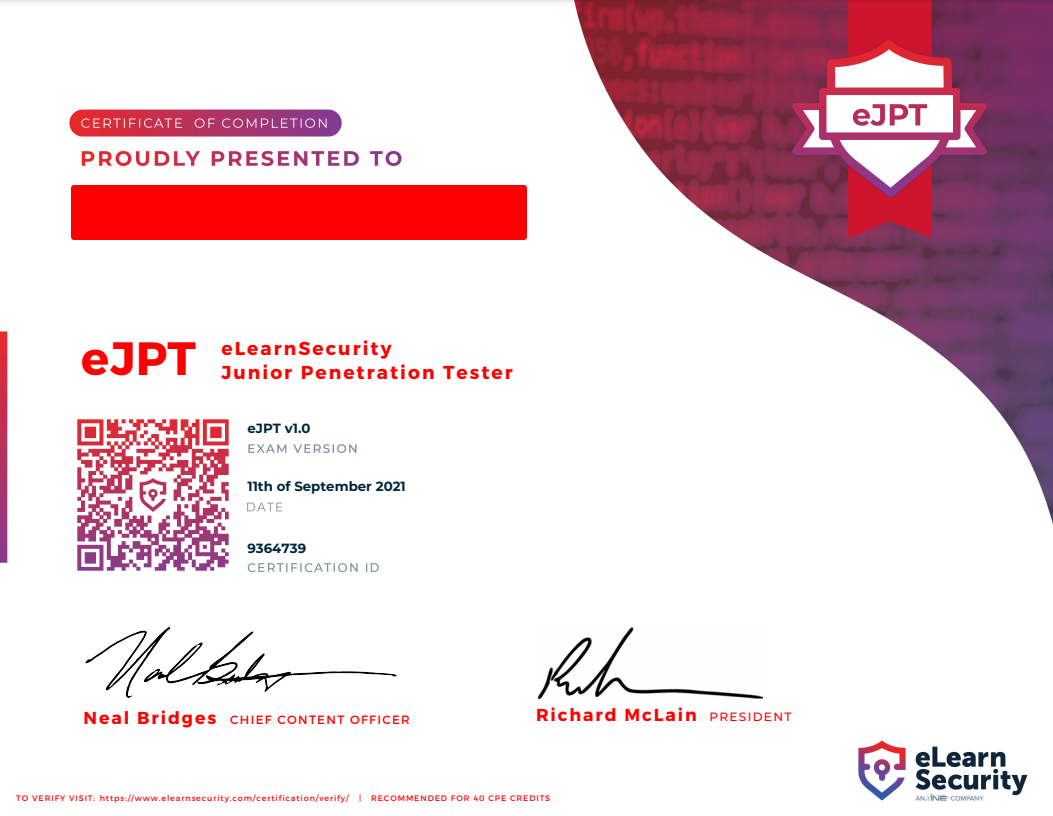 eJPT
CERTIFICATE OF COMPLETION
PROUDLY PRESENTED TO
eJPT
eLearnSecurity
Junior Penetration Tester
eJPT v1.0
EXAM VERSION
11th of September 2021
DATE
9364739
CERTIFICATION ID
Neal Bridges CHIEF CONTENT OFFICER
Richard McLain PRESIDENT
eLearn
Security
AN INE COMPANY
TO VERIFY VISIT: https://www.elearnsecurity.com/certification/verify/ | RECOMMENDED FOR 40 CPE CREDITS